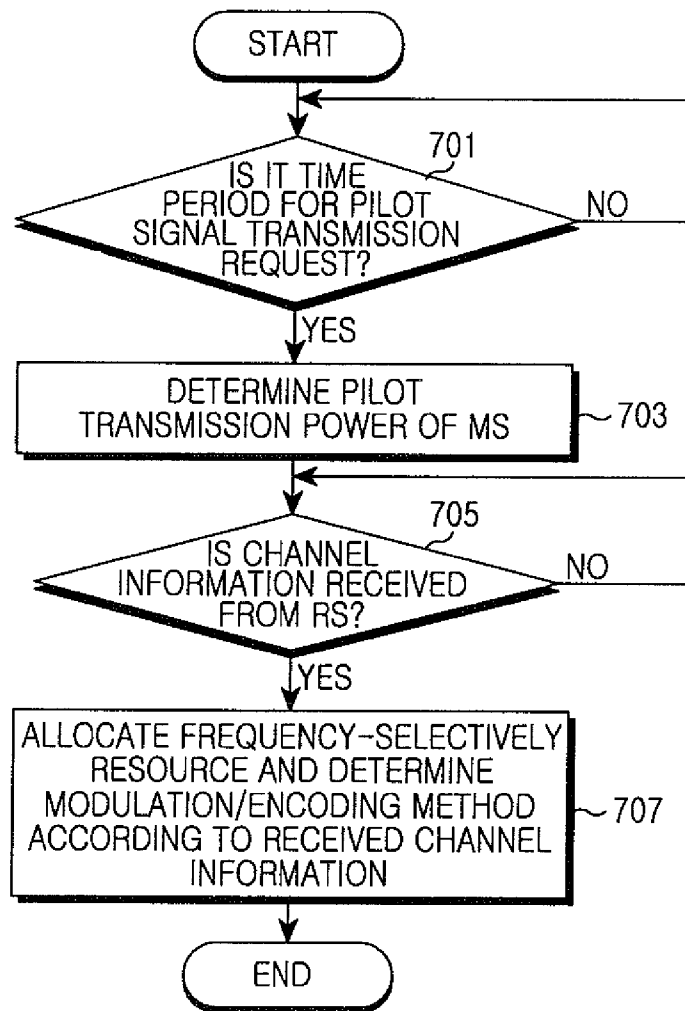 START
701
IS IT TIME
PERIOD FOR PILOT
SIGNAL TRANSMISSION
REQUEST?
NO
YES
DETERMINE PILOT
TRANSMISSION POWER OF MS
703
705
IS CHANNEL
INFORMATION RECEIVED
FROM RS?
NO
YES
ALLOCATE FREQUENCY-SELECTIVELY
RESOURCE AND DETERMINE
MODULATION/ENCODING METHOD
ACCORDING TO RECEIVED CHANNEL
INFORMATION
707
END